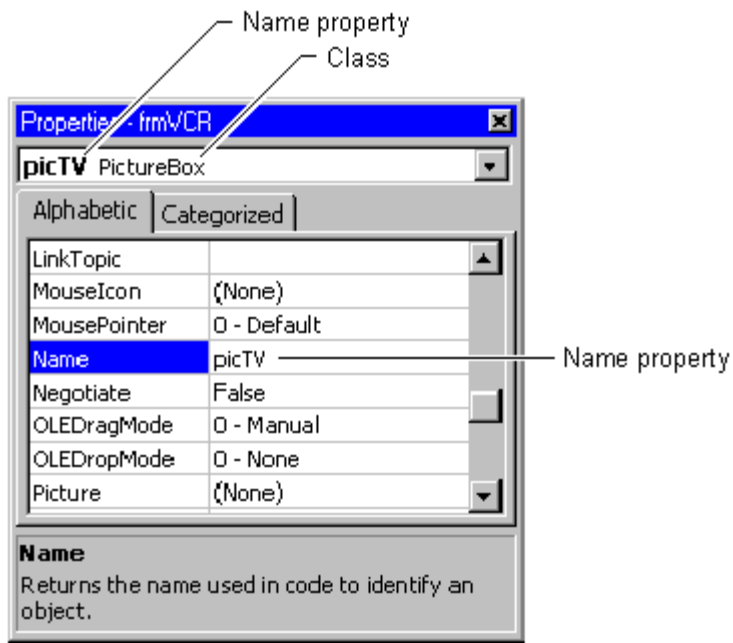 Name property
Class
Properties - frmVCR
picTV PictureBox
Alphabetic Categorized
LinkTopic
MouseIcon (None)
MousePointer 0 - Default
Name picTV Name property
Negotiate False
OLEDragMode 0 - Manual
OLEDropMode 0 - None
Picture (None)
Name
Returns the name used in code to identify an
object.